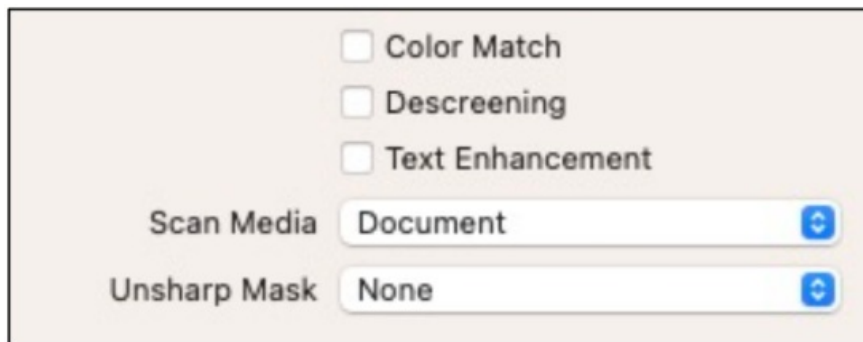 Color Match
Descreening
Text Enhancement
Scan Media Document
Unsharp Mask None